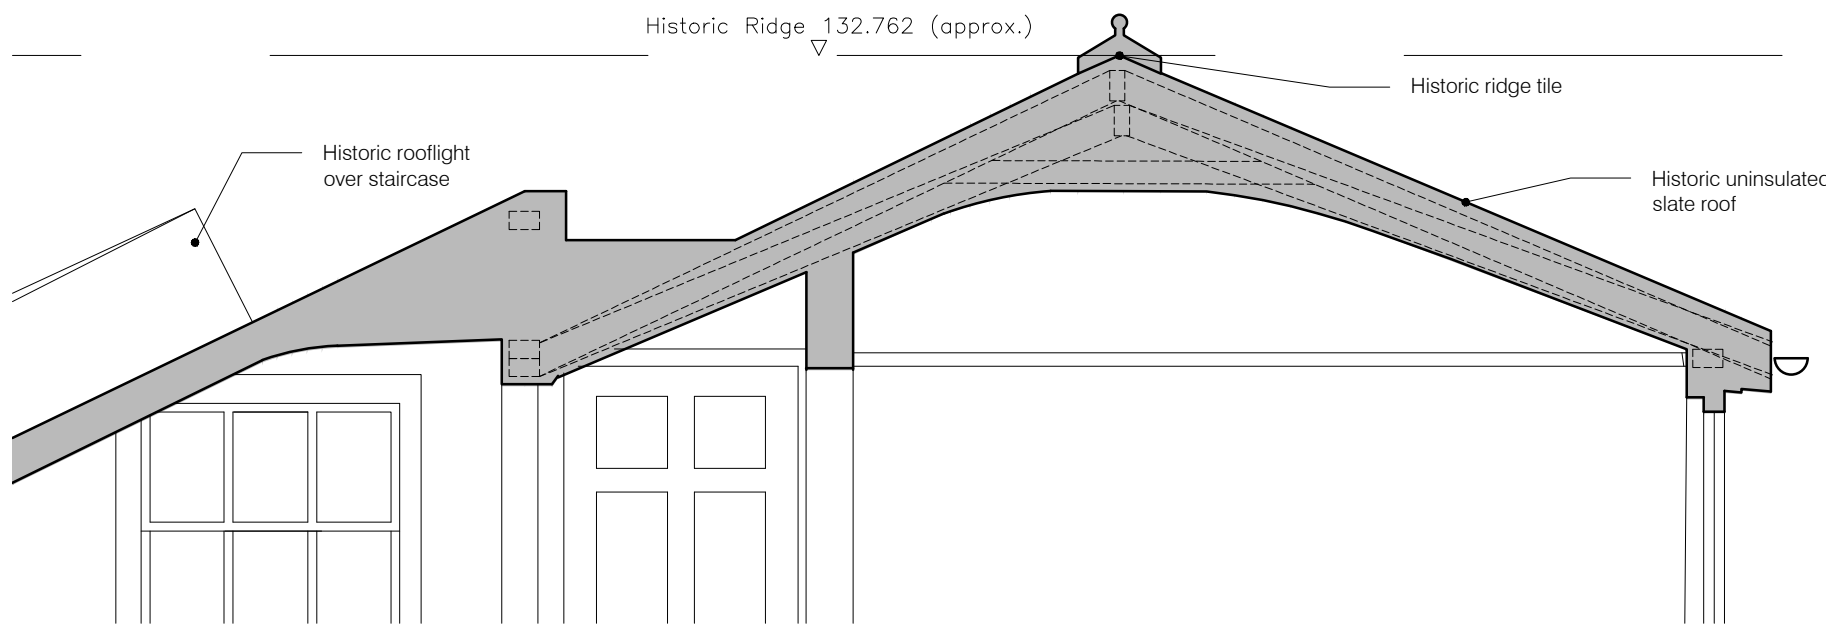 Historic Ridge 132.762 (approx.)
Historic ridge tile
Historic rooflight
over staircase
Historic uninsulated
slate roof